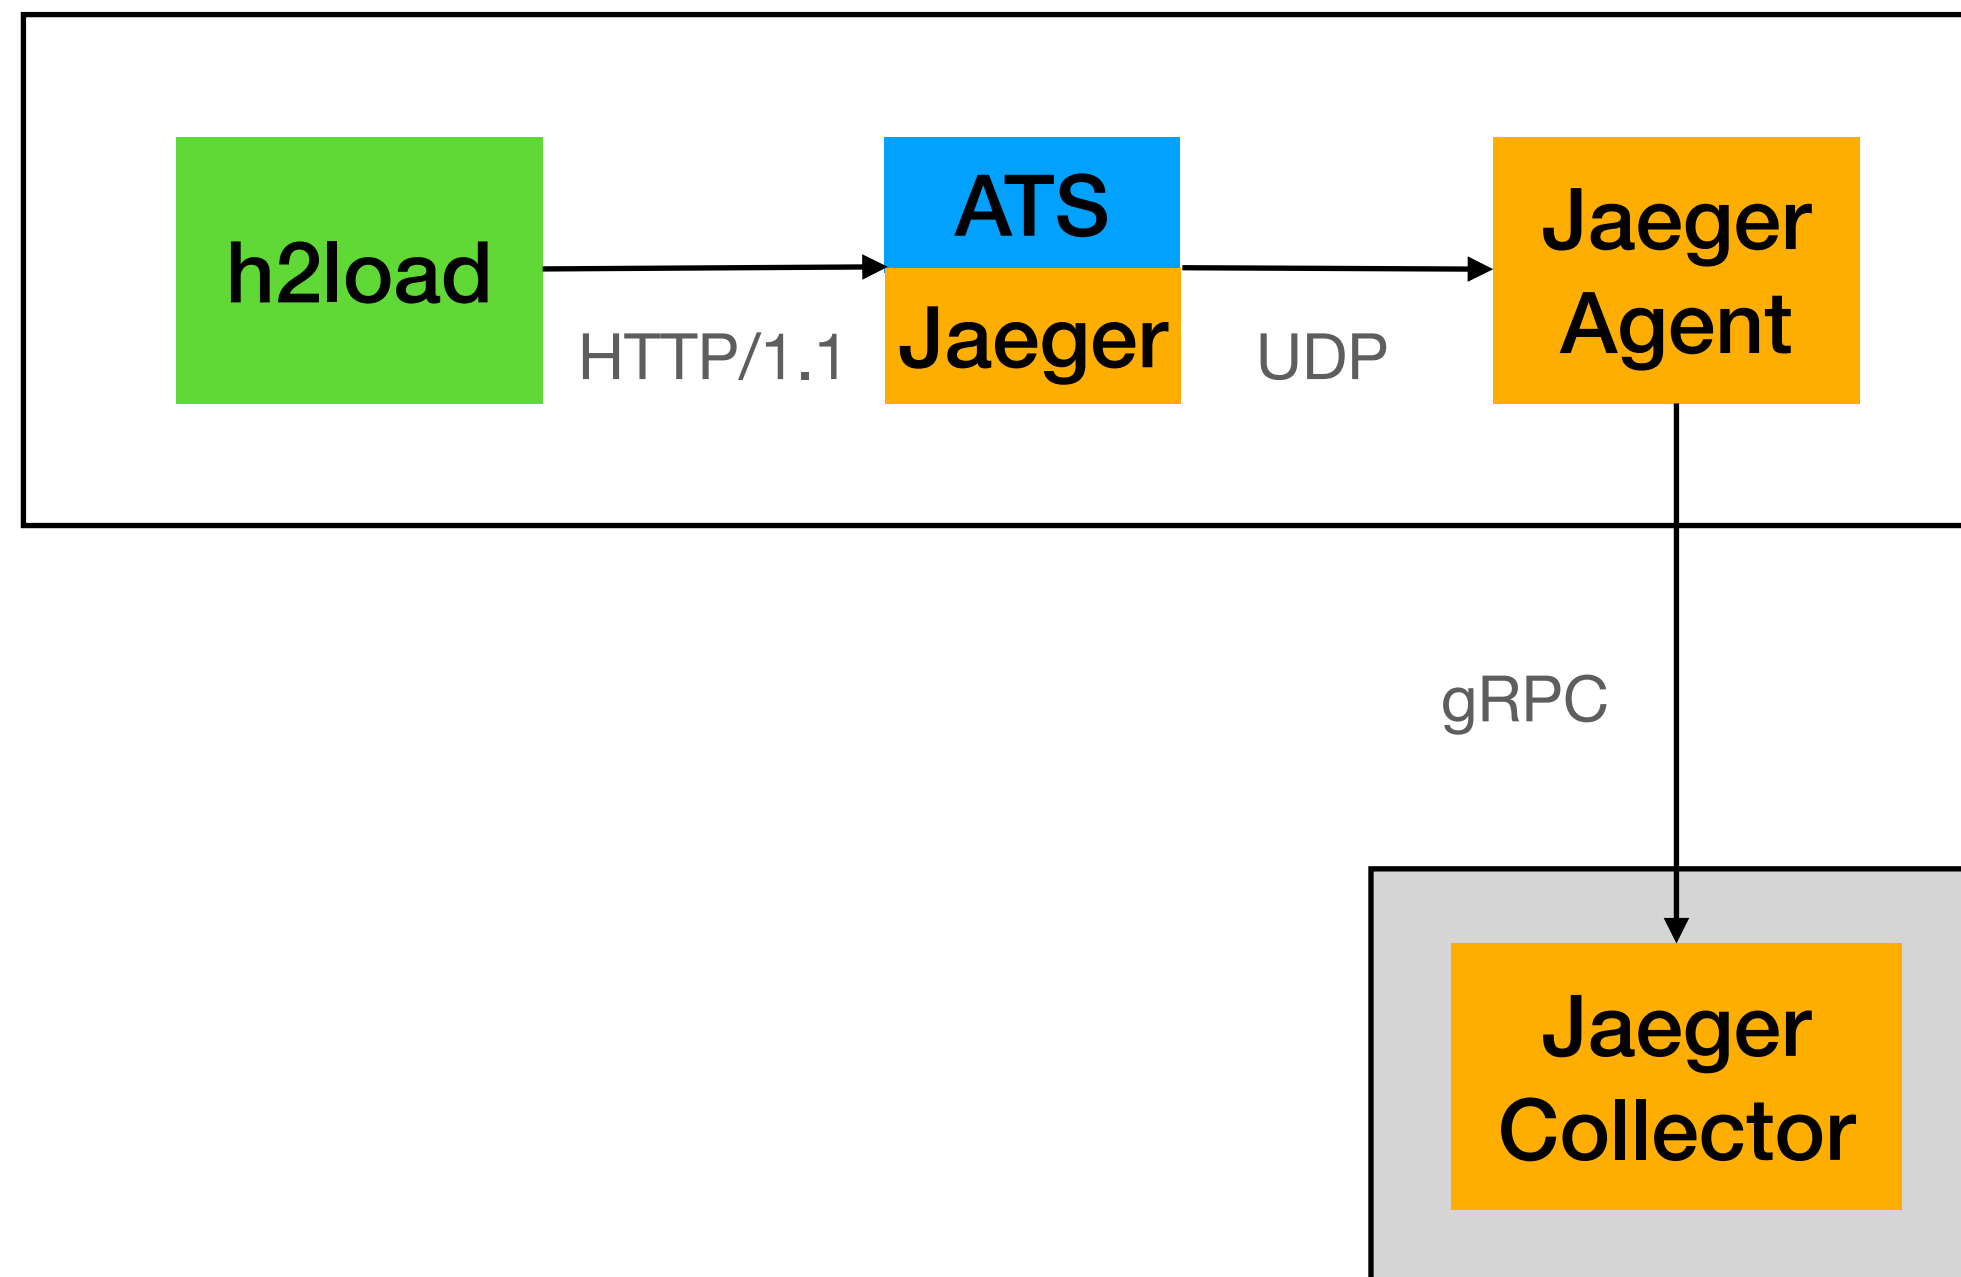 h2load
HTTP/1.1
ATS
Jaeger
UDP
Jaeger
Agent
gRPC
Jaeger
Collector